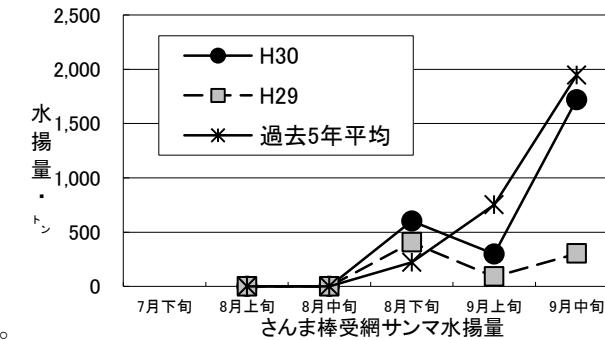 2,500
2,000
1,500
1,000
500
0
水揚量・トン
H30
H29
過去5年平均
7月下旬 8月上旬 8月中旬 8月下旬 9月上旬 9月中旬
さんま棒受網サンマ水揚量
。